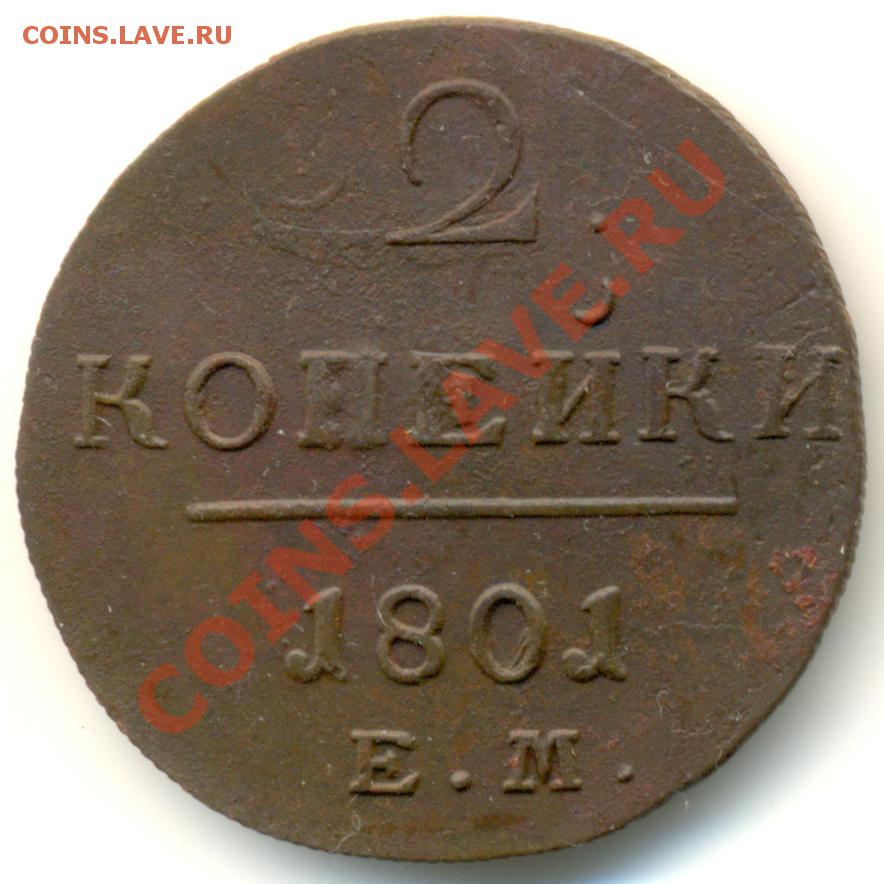 COINS.LAVE.RU
2
КОПЕЙКИ
1801
Е.М.
COINS.LAVE.RU